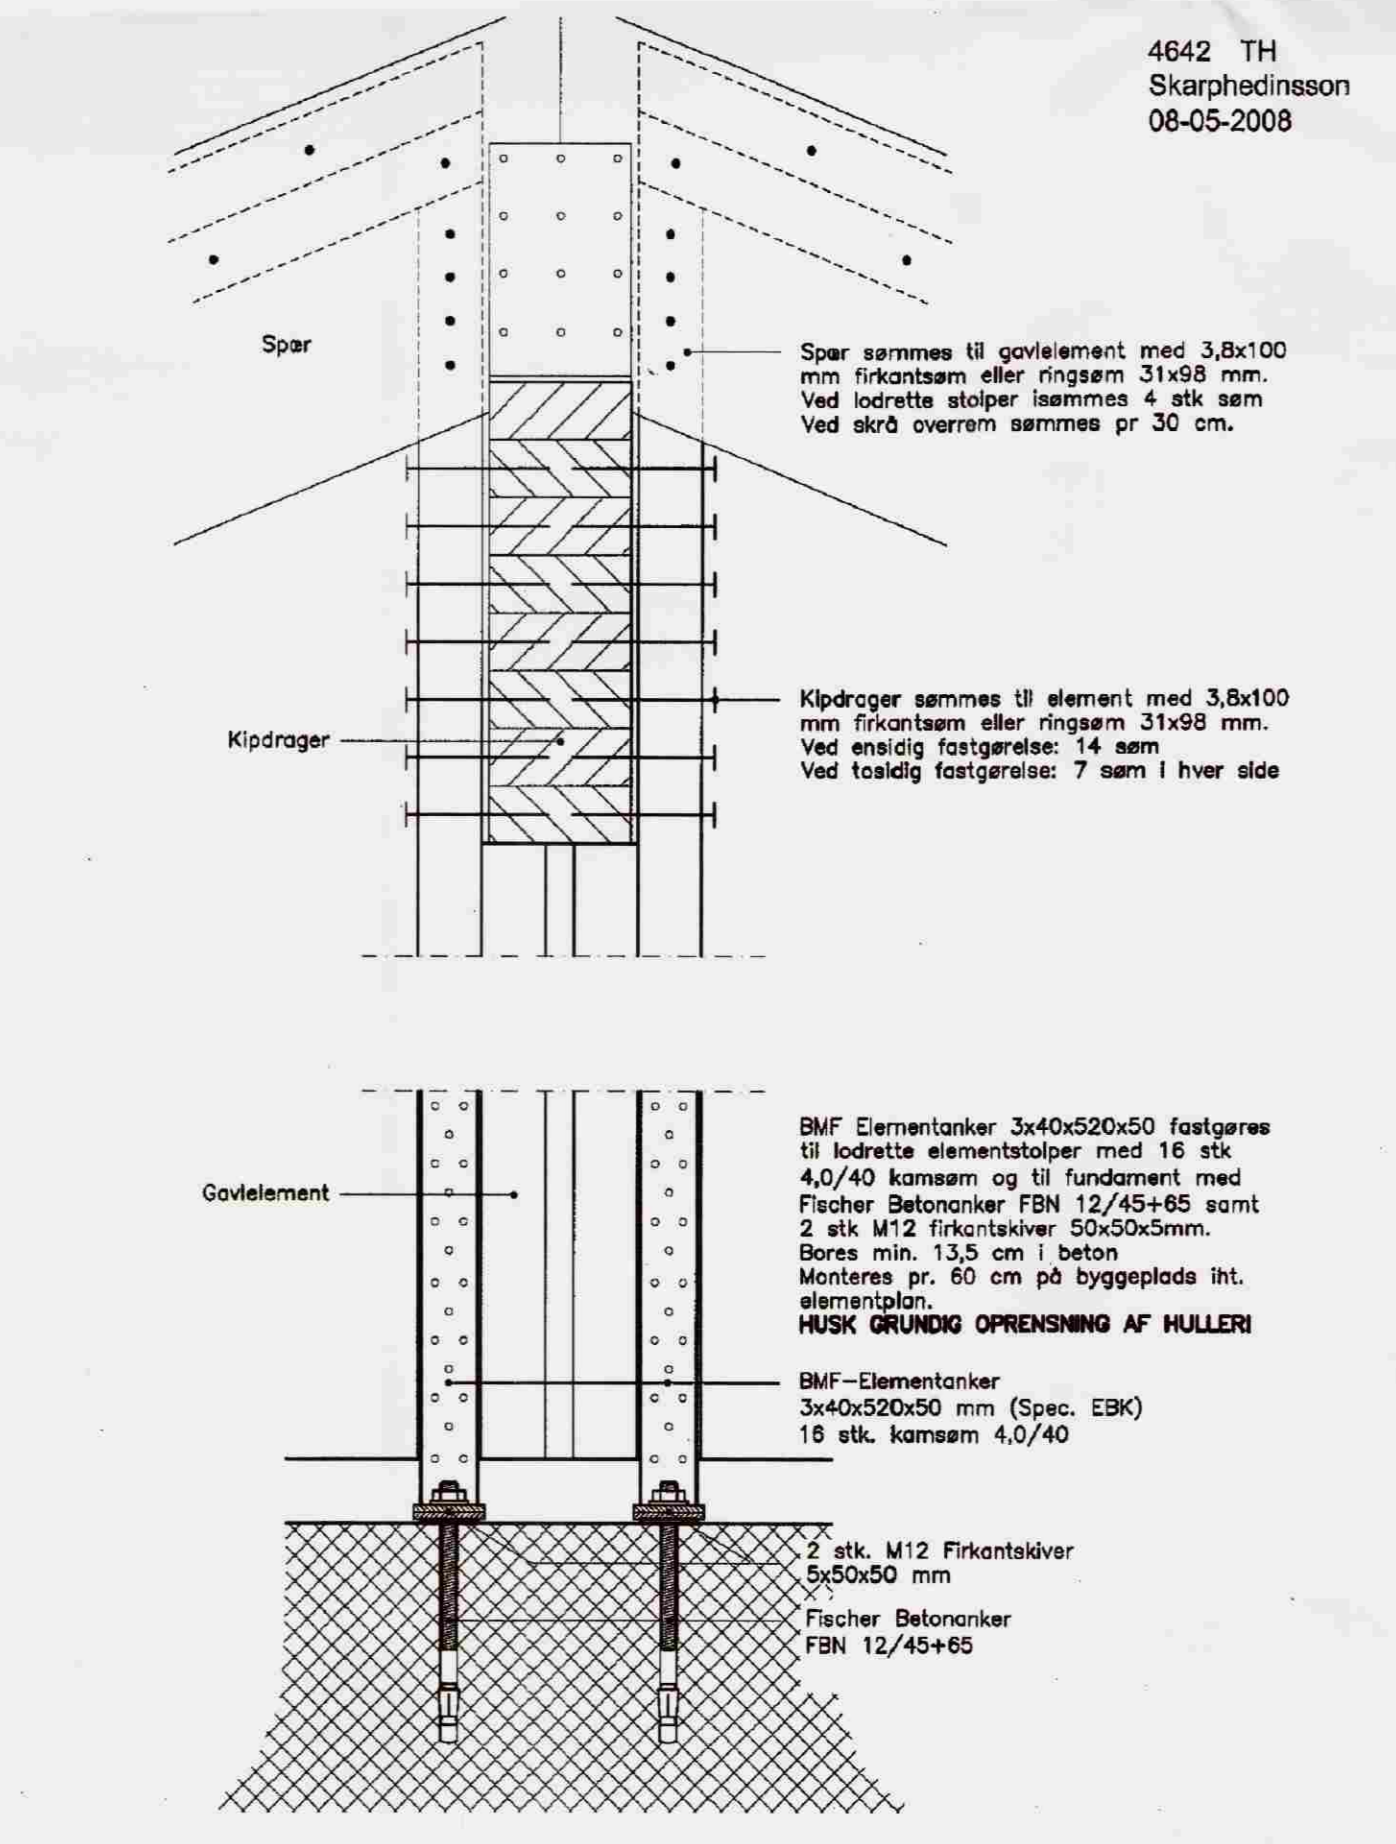 4642 TH
Skarphedinsson
08-05-2008
Spær
Spær sømmes til gavlelement med 3,8x100
mm firkantsøm eller ringsøm 31x98 mm.
Ved lodrette stolper isømmes 4 stk søm
Ved skrå overrem sømmes pr 30 cm.
Kipdrager
Kipdrager sømmes til element med 3,8x100
mm firkantsøm eller ringsøm 31x98 mm.
Ved ensidig fastgørelse: 14 søm
Ved tosidig fastgørelse: 7 søm i hver side
Gavlelement
BMF Elementanker 3x40x520x50 fastgøres
til lodrette elementstolper med 16 stk
4,0/40 kamsøm og til fundament med
Fischer Betonanker FBN 12/45+65 samt
2 stk M12 firkantskiver 50x50x5mm.
Bores min. 13,5 cm i beton
Monteres pr. 60 cm på byggeplads iht.
elementplan.
HUSK GRUNDIG OPRENSNING AF HULLER!
BMF-Elementanker
3x40x520x50 mm (Spec. EBK)
16 stk. kamsøm 4,0/40
2 stk. M12 Firkantskiver
5x50x50 mm
Fischer Betonanker
FBN 12/45+65